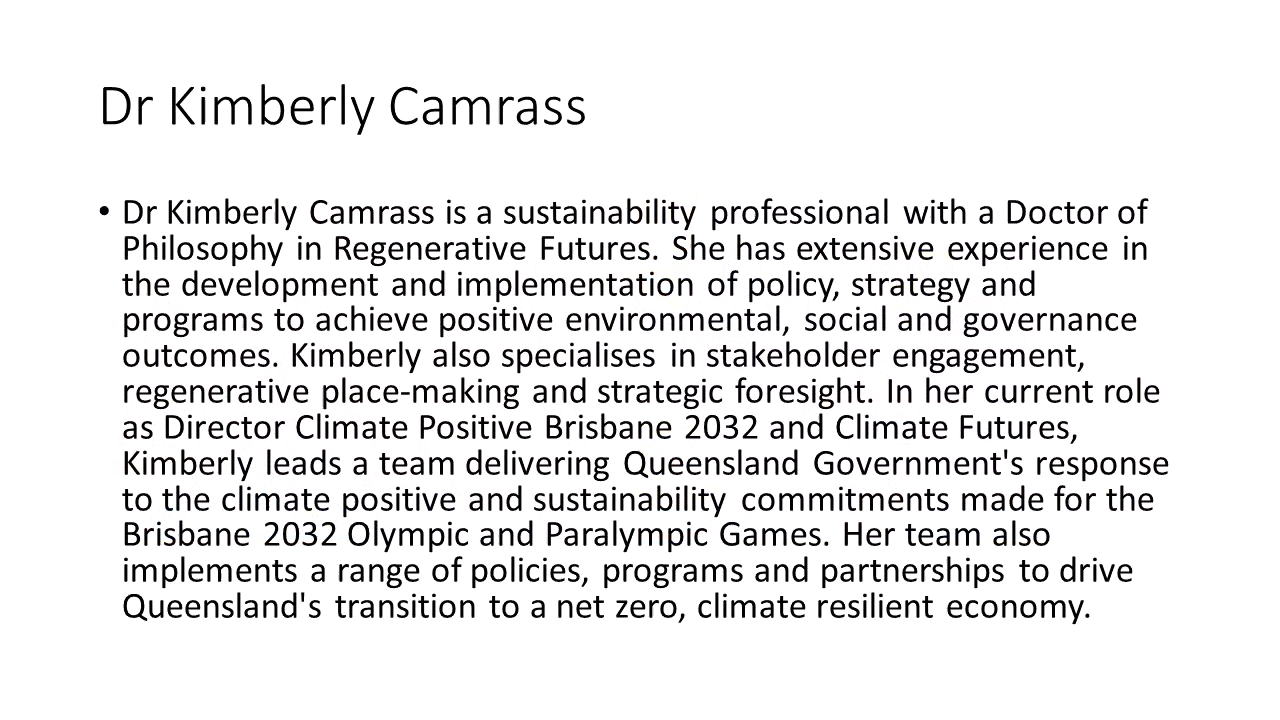 Dr Kimberly Camrass
• Dr Kimberly Camrass is a sustainability professional with a Doctor of
Philosophy in Regenerative Futures. She has extensive experience in
the development and implementation of policy, strategy and
programs to achieve positive environmental, social and governance
outcomes. Kimberly also specialises in stakeholder engagement,
regenerative place-making and strategic foresight. In her current role
as Director Climate Positive Brisbane 2032 and Climate Futures,
Kimberly leads a team delivering Queensland Government's response
to the climate positive and sustainability commitments made for the
Brisbane 2032 Olympic and Paralympic Games. Her team also
implements a range of policies, programs and partnerships to drive
Queensland's transition to a net zero, climate resilient economy.